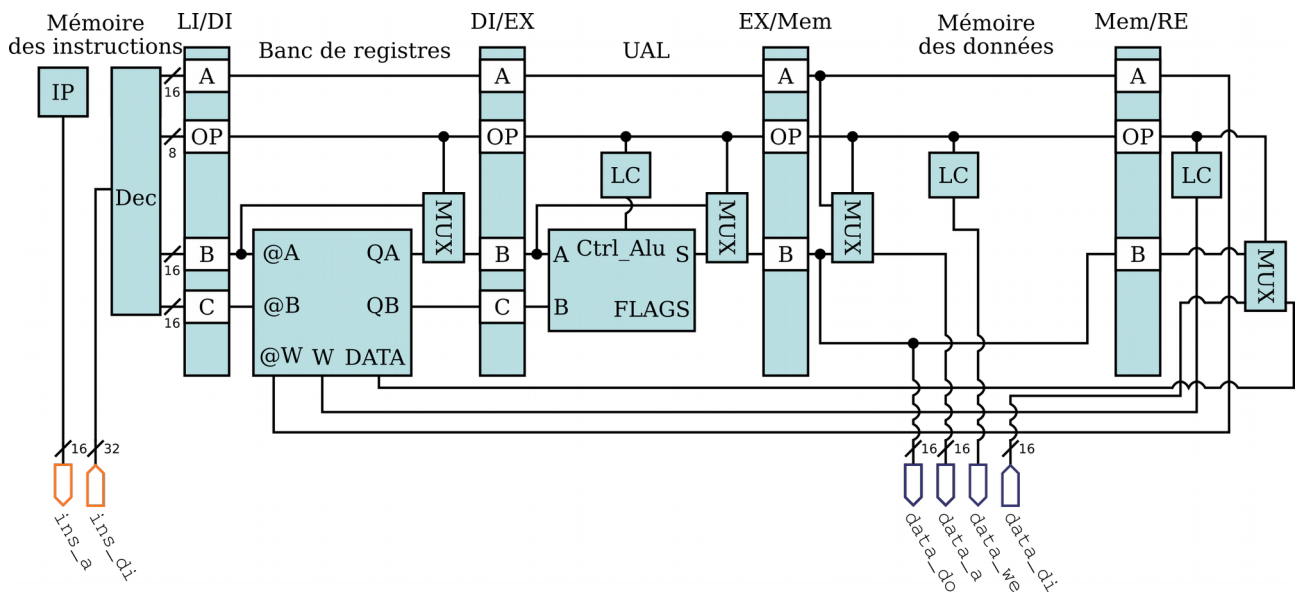 Mémoire
des instructions
LI/DI
Banc de registres
DI/EX
UAL
EX/Mem
Mémoire
des données
Mem/RE
IP
Dec
16
8
16
16
A
OP
B
C
@A
@B
@W
W
DATA
QA
QB
MUX
A
OP
B
C
LC
A
B
Ctrl_Alu
S
FLAGS
MUX
A
OP
B
MUX
LC
A
OP
B
LC
MUX
16
32
16
16
16
ins_a
ins_di
data_do
data_a
data_we
data_di